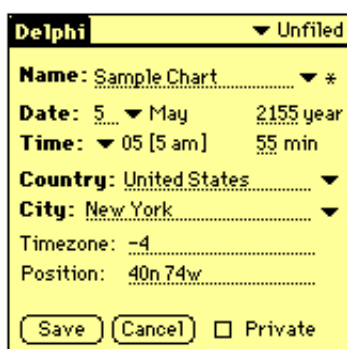 Delphi Unfiled
Name: Sample Chart *
Date: 5 May 2155 year
Time: 05 [5 am] 55 min
Country: United States
City: New York
Timezone: -4
Position: 40n 74w
Save Cancel Private